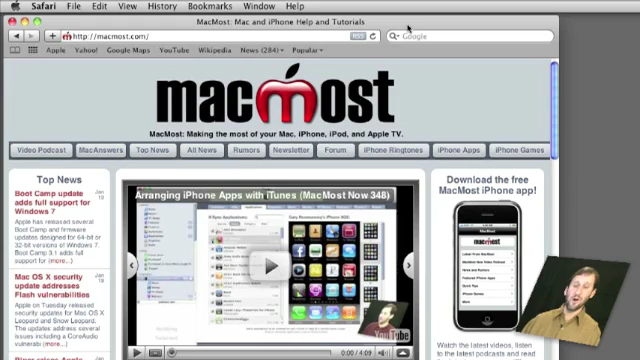 Safari File Edit View History Bookmarks Window Help
MacMost: Mac and iPhone Help and Tutorials
http://macmost.com/ RSS Google
Apple Yahoo! Google Maps YouTube Wikipedia News (284) Popular
macmost
MacMost: Making the most of your Mac, iPhone, iPod, and Apple TV.
Video Podcast MacAnswers Top News All News Rumors Newsletter Forum iPhone Ringtones iPhone Apps iPhone Games
Top News
Boot Camp update adds full support for Windows 7
Jan 19
Apple has released several Boot Camp and firmware updates designed for 64-bit or 32-bit versions of Windows 7. Boot Camp 3.1 adds full support fo (more...)
Mac OS X security update addresses Flash vulnerabilities
Jan 19
Apple on Tuesday released security updates for Mac OS X Leopard and Snow Leopard. The updates address several issues including CoreAudio vulnerabil (more...)
Arranging iPhone Apps with iTunes (MacMost Now 348)
YouTube
0:00 / 4:09
Download the free
MacMost iPhone app!
macmost
Watch the latest videos, listen
to the latest podcasts and